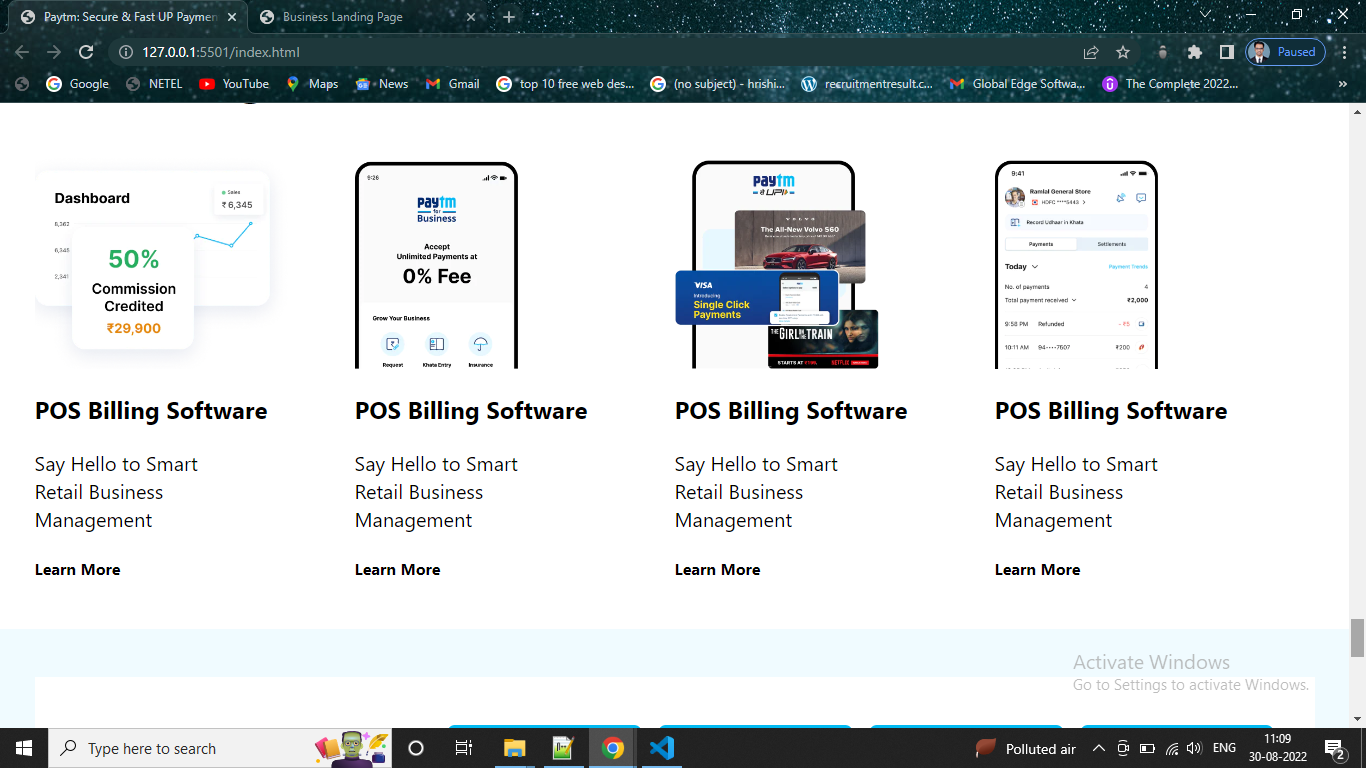 Paytm: Secure & Fast UP Paymen
Business Landing Page
127.0.0.1:5501/index.html
Paused
Google
NETEL
YouTube
Maps
News
Gmail
top 10 free web des...
(no subject) - hrishi...
recruitmentresult.c...
Global Edge Softwa...
The Complete 2022...
Dashboard
Sales
₹ 6,345
8,362
6,345
2,341
50%
Commission
Credited
₹29,900
9:26
paytm
for
Business
Accept
Unlimited Payments at
0% Fee
Grow Your Business
Request
Khata Entry
Insurance
paytm
UPI
VOLVO
The All-New Volvo S60
VISA
Introducing
Single Click
Payments
THE GIRL ON THE TRAIN
NETFLIX
9:41
Ramlal General Store
HDFC ****5443 >
Record Udhaar in Khata
Payments
Settlements
Today
Payment Trends
No. of payments
4
Total payment received
₹2,000
9:58 PM
Refunded
- ₹5
10:11 AM
94••••7507
₹200
POS Billing Software
Say Hello to Smart
Retail Business
Management
Learn More
POS Billing Software
Say Hello to Smart
Retail Business
Management
Learn More
POS Billing Software
Say Hello to Smart
Retail Business
Management
Learn More
POS Billing Software
Say Hello to Smart
Retail Business
Management
Learn More
Activate Windows
Go to Settings to activate Windows.
Type here to search
Polluted air
ENG
11:09
30-08-2022
2